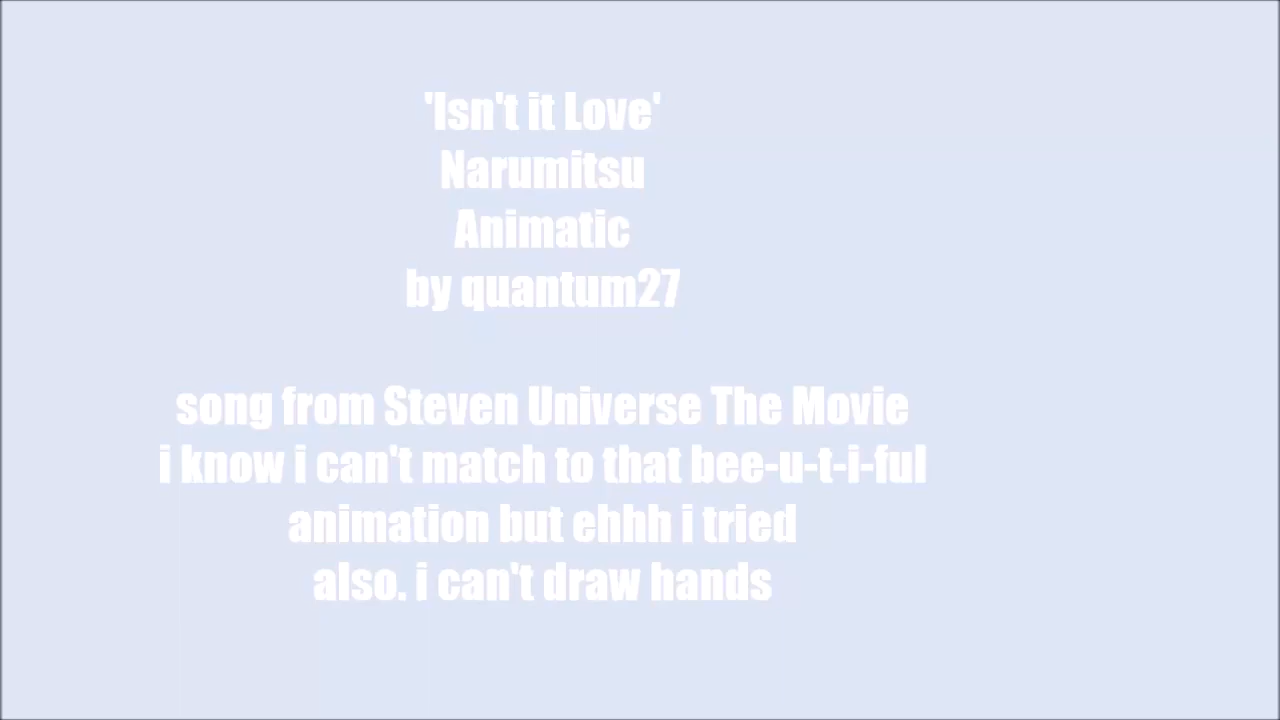 'Isn't it Love'
Narumitsu
Animatic
by quantum27
song from Steven Universe The Movie
i know i can't match to that bee-u-t-i-ful
animation but ehhh i tried
also. i can't draw hands